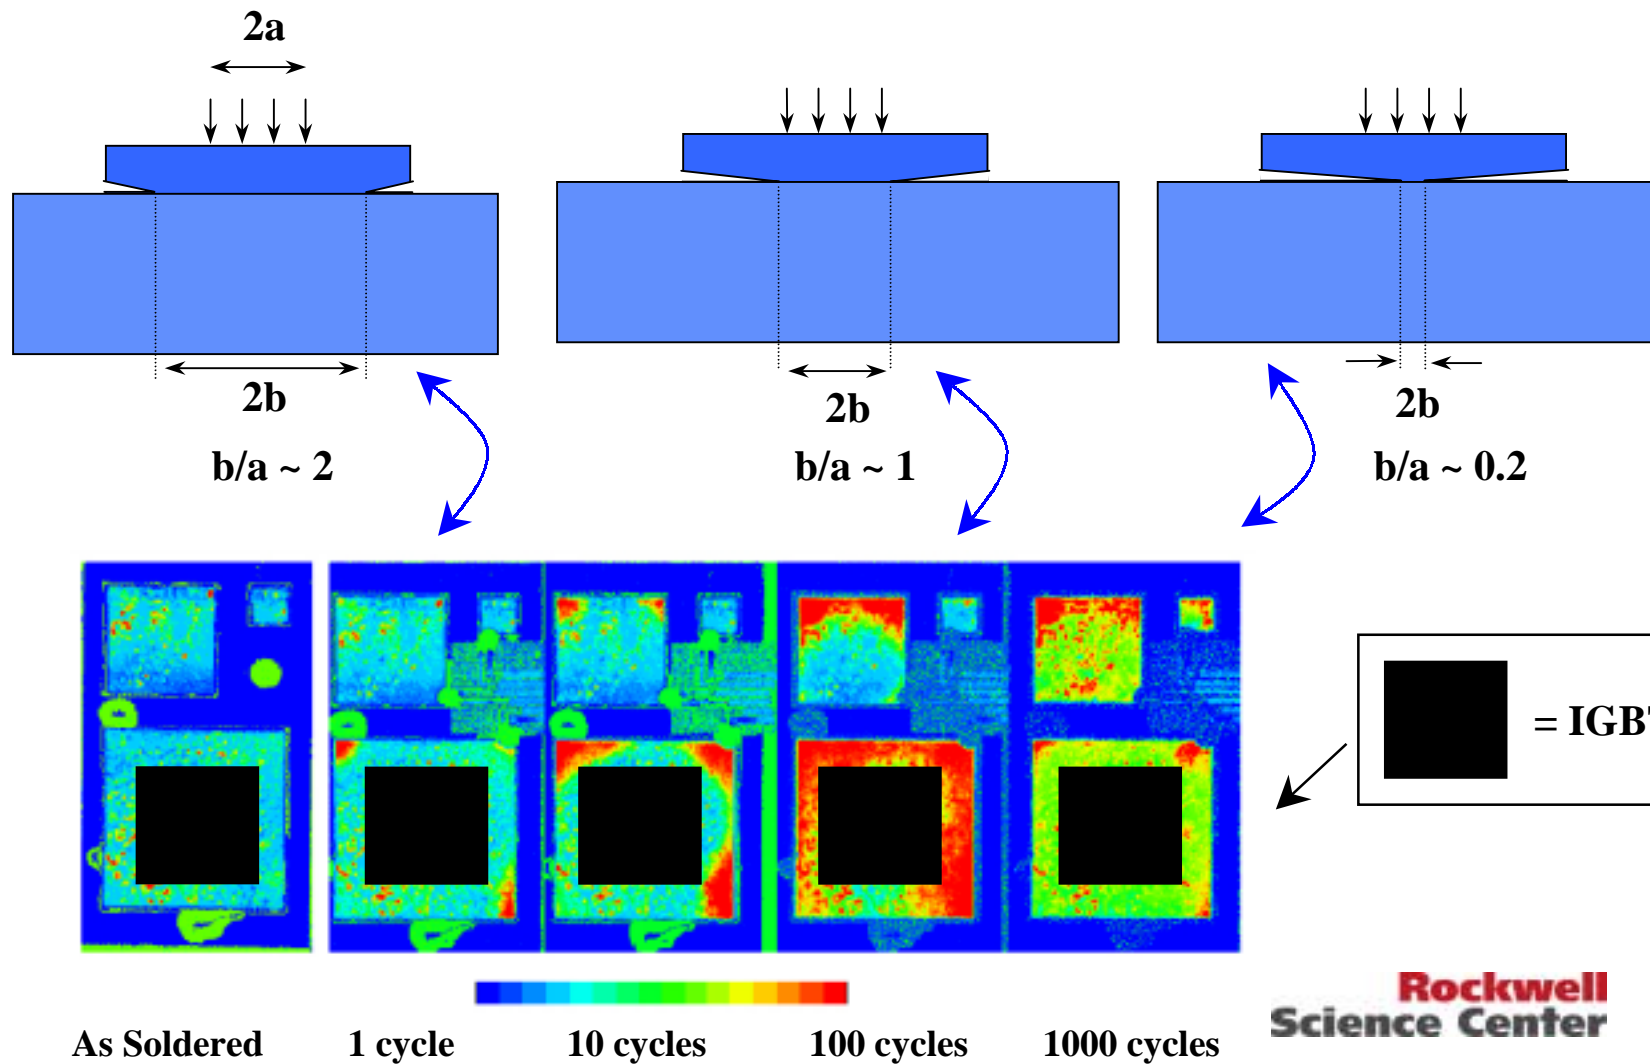 2a
2b
2b
2b
b/a ~ 2
b/a ~ 1
b/a ~ 0.2
= IGB
As Soldered
1 cycle
10 cycles
100 cycles
1000 cycles
Rockwell
Science Center